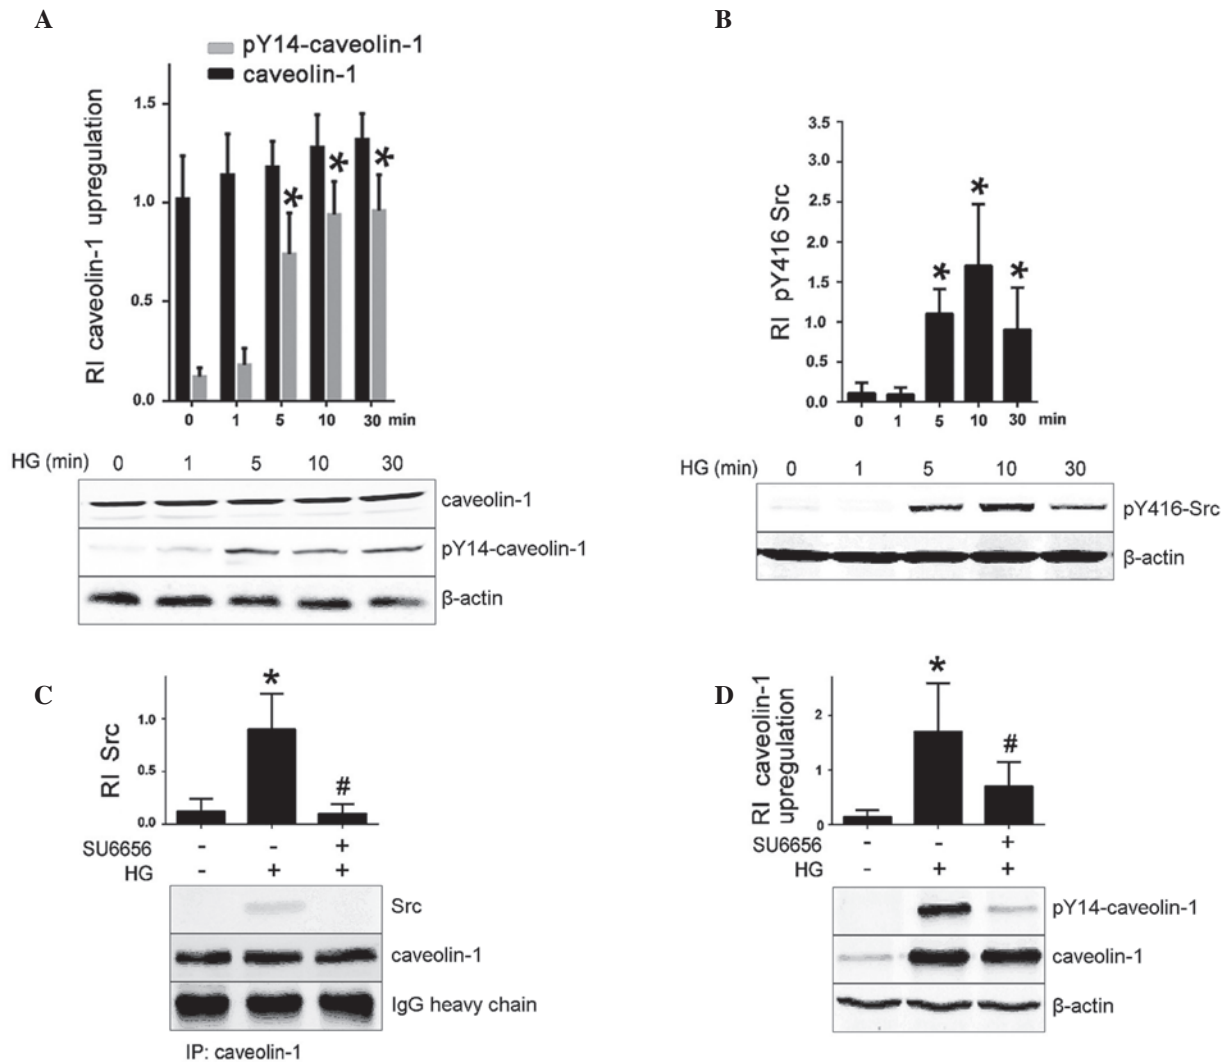 A
pY14-caveolin-1
caveolin-1
RI caveolin-1 upregulation
1.5
1.0
0.5
0.0
* * *
0 1 5 10 30 min
HG (min) 0 1 5 10 30
caveolin-1
pY14-caveolin-1
β-actin
B
RI pY416 Src
3.5
3.0
2.5
2.0
1.5
1.0
0.5
0.0
* * *
0 1 5 10 30 min
HG (min) 0 1 5 10 30
pY416-Src
β-actin
C
RI Src
1.0
0.5
0.0
*
#
SU6656 - - +
HG - + +
Src
caveolin-1
IgG heavy chain
IP: caveolin-1
D
RI caveolin-1
upregulation
2
1
0
*
#
SU6656 - - +
HG - + +
pY14-caveolin-1
caveolin-1
β-actin